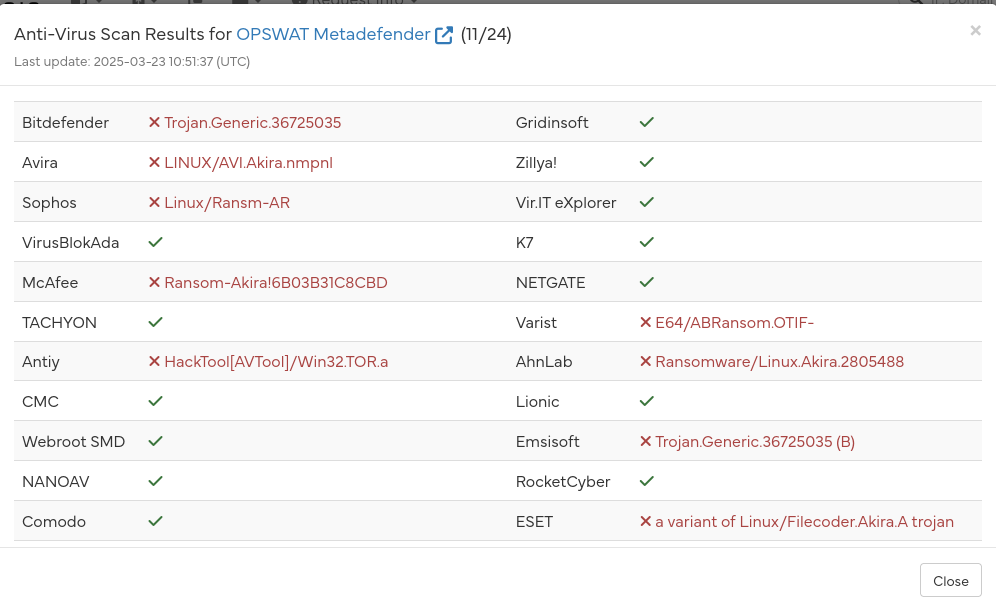 Request Info
Anti-Virus Scan Results for OPSWAT Metadefender (11/24)
×
Last update: 2025-03-23 10:51:37 (UTC)
Bitdefender ✕ Trojan.Generic.36725035 Gridinsoft ✓
Avira ✕ LINUX/AVI.Akira.nmpnl Zillya! ✓
Sophos ✕ Linux/Ransm-AR Vir.IT eXplorer ✓
VirusBlokAda ✓ K7 ✓
McAfee ✕ Ransom-Akira!6B03B31C8CBD NETGATE ✓
TACHYON ✓ Varist ✕ E64/ABRansom.OTIF-
Antiy ✕ HackTool[AVTool]/Win32.TOR.a AhnLab ✕ Ransomware/Linux.Akira.2805488
CMC ✓ Lionic ✓
Webroot SMD ✓ Emsisoft ✕ Trojan.Generic.36725035 (B)
NANOAV ✓ RocketCyber ✓
Comodo ✓ ESET ✕ a variant of Linux/Filecoder.Akira.A trojan
Close